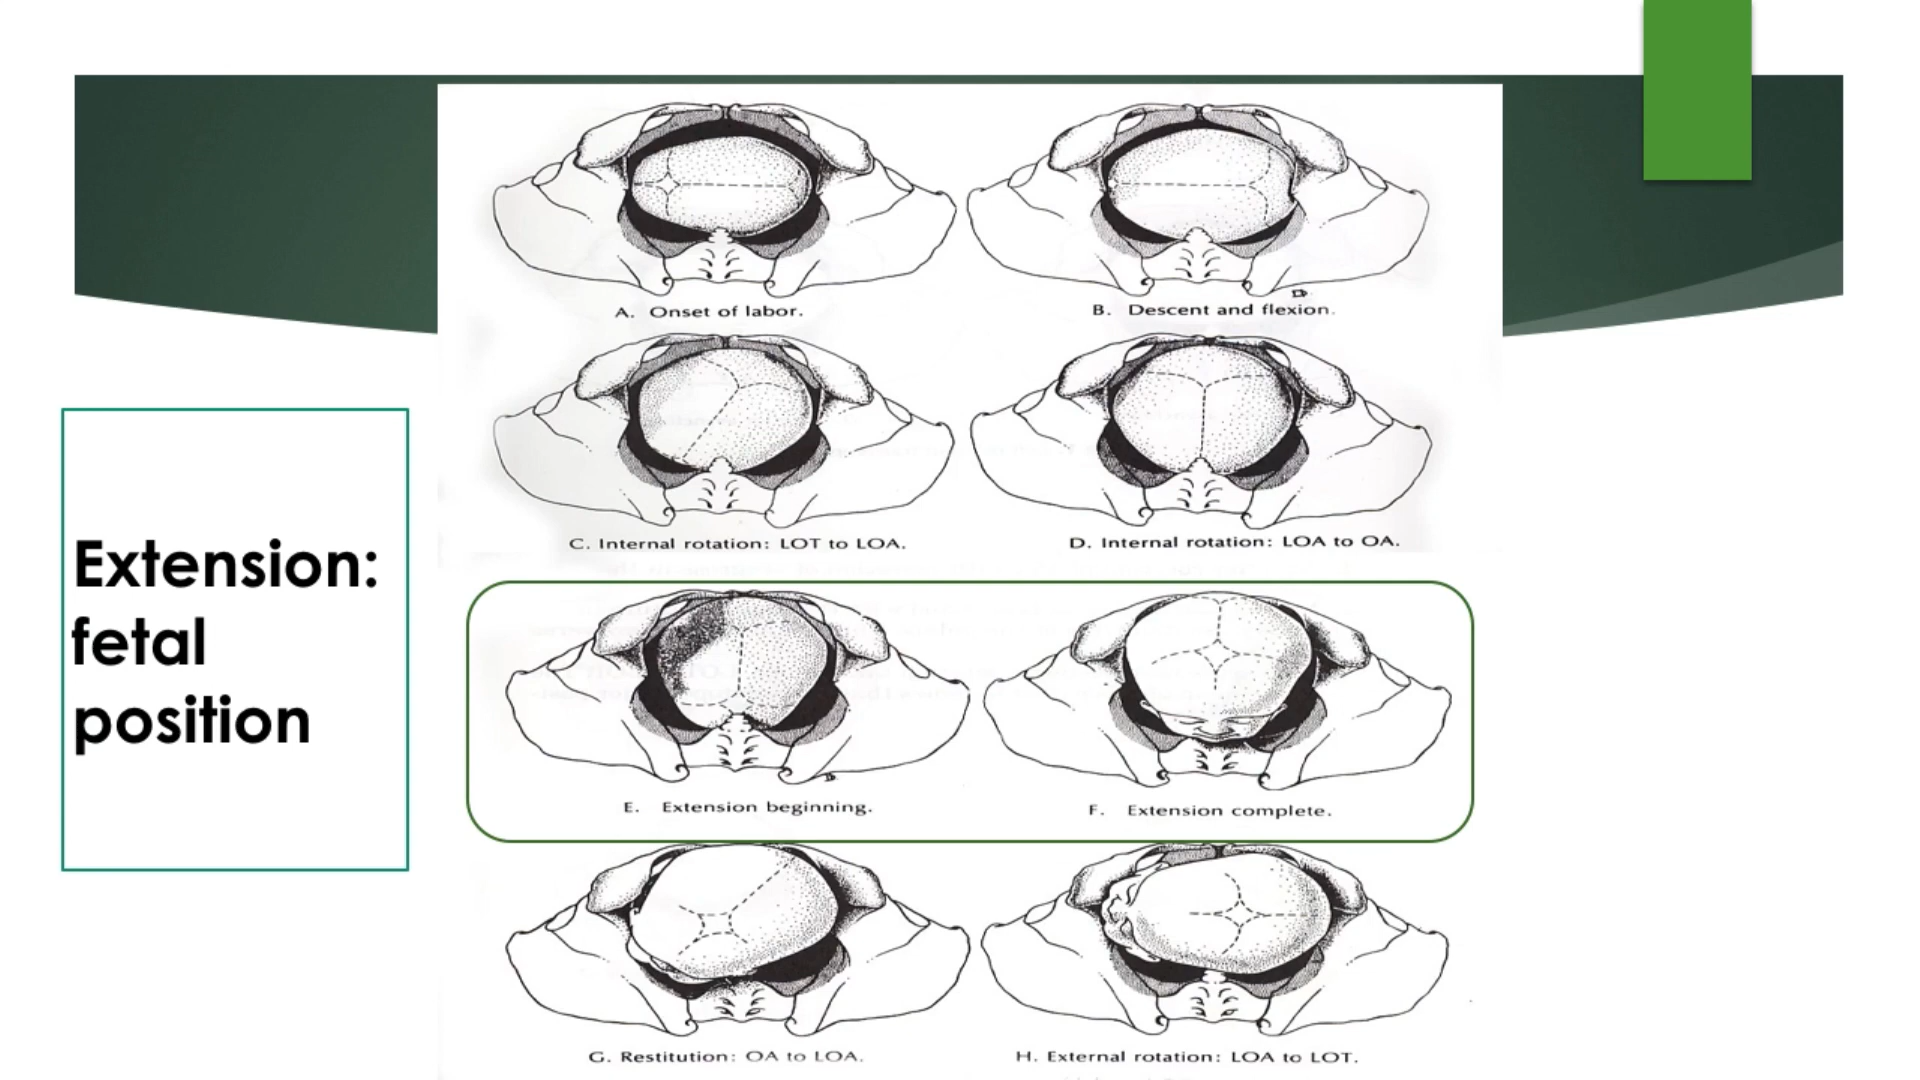 Extension:
fetal
position
A. Onset of labor.
B. Descent and flexion.
C. Internal rotation: LOT to LOA.
D. Internal rotation: LOA to OA.
E. Extension beginning.
F. Extension complete.
G. Restitution: OA to LOA.
H. External rotation: LOA to LOT.